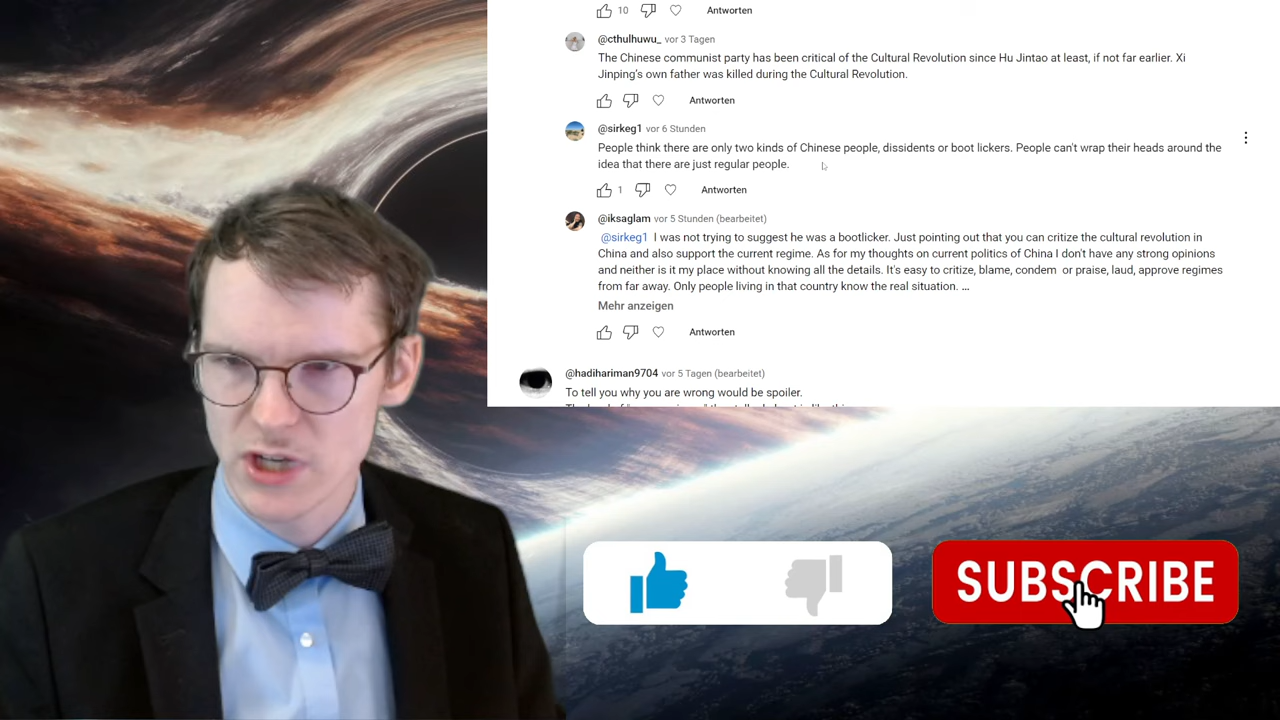 10 Antworten
@cthulhuwu_ vor 3 Tagen
The Chinese communist party has been critical of the Cultural Revolution since Hu Jintao at least, if not far earlier. Xi
Jinping's own father was killed during the Cultural Revolution.
Antworten
@sirkeg1 vor 6 Stunden
People think there are only two kinds of Chinese people, dissidents or boot lickers. People can't wrap their heads around the
idea that there are just regular people.
1 Antworten
@iksaglam vor 5 Stunden (bearbeitet)
@sirkeg1 I was not trying to suggest he was a bootlicker. Just pointing out that you can critize the cultural revolution in
China and also support the current regime. As for my thoughts on current politics of China I don't have any strong opinions
and neither is it my place without knowing all the details. It's easy to critize, blame, condem or praise, laud, approve regimes
from far away. Only people living in that country know the real situation. ...
Mehr anzeigen
Antworten
@hadihariman9704 vor 5 Tagen (bearbeitet)
To tell you why you are wrong would be spoiler.
SUBSCRIBE